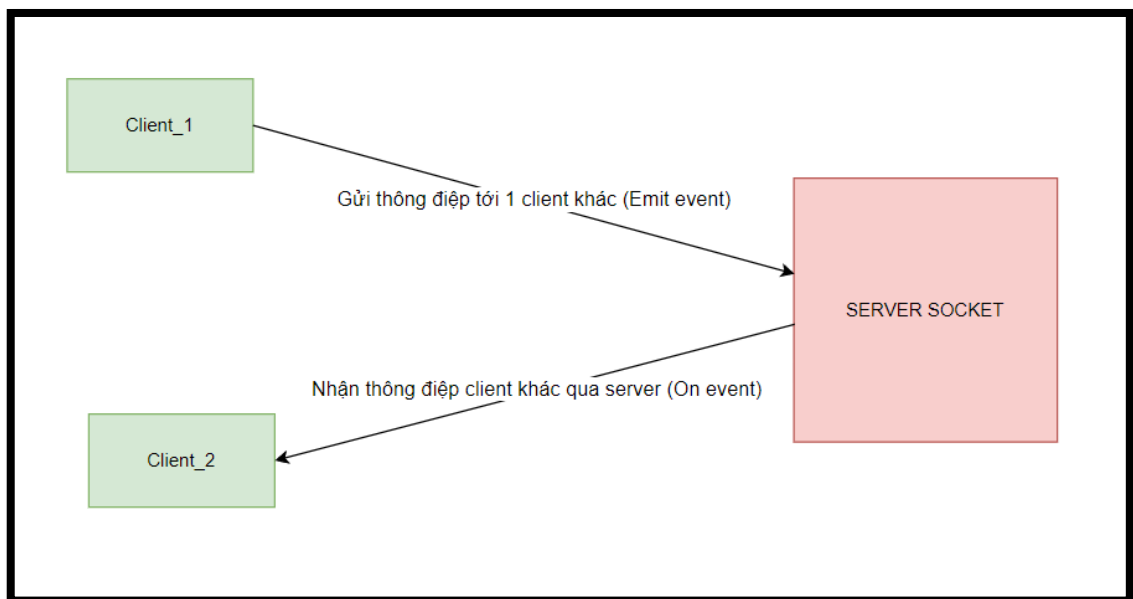 Client_1
Gửi thông điệp tới 1 client khác (Emit event)
SERVER SOCKET
Nhận thông điệp client khác qua server (On event)
Client_2